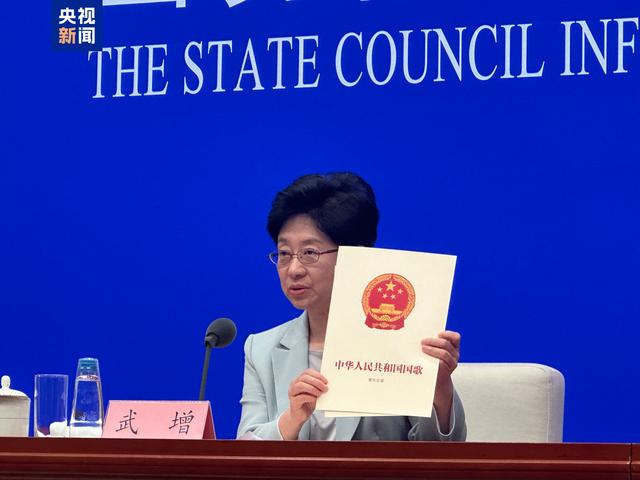 央视
新闻
THE STATE COUNCIL INF
中华人民共和国国歌
武 增